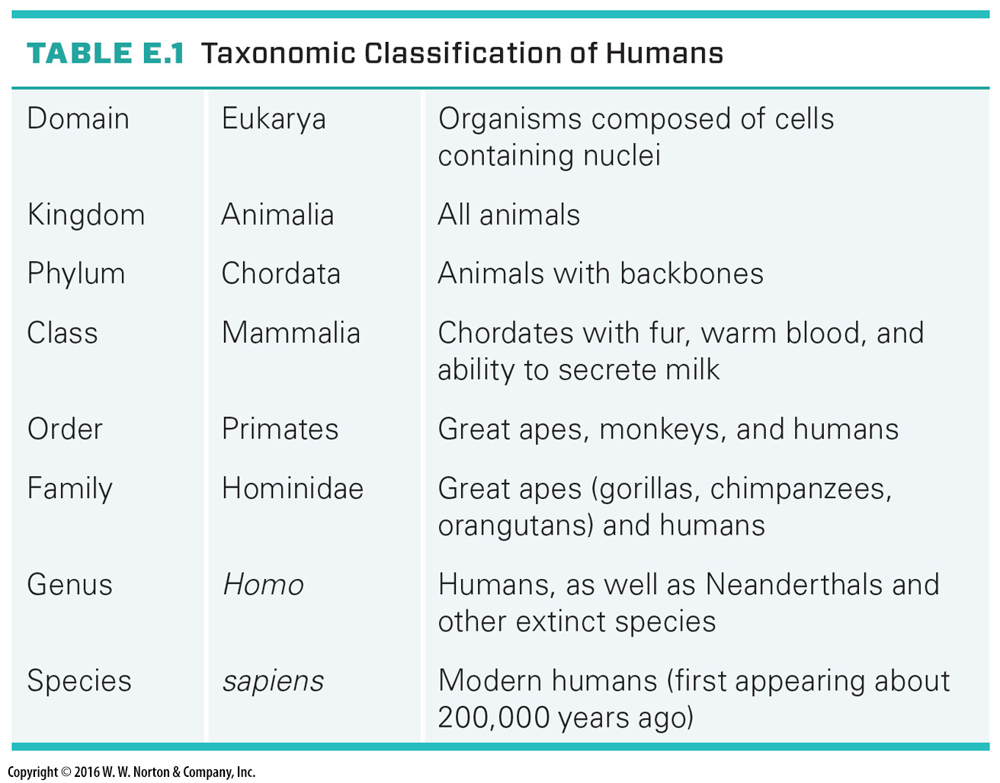 TABLE E.1 Taxonomic Classification of Humans
Domain Eukarya Organisms composed of cells
containing nuclei
Kingdom Animalia All animals
Phylum Chordata Animals with backbones
Class Mammalia Chordates with fur, warm blood, and
ability to secrete milk
Order Primates Great apes, monkeys, and humans
Family Hominidae Great apes (gorillas, chimpanzees,
orangutans) and humans
Genus Homo Humans, as well as Neanderthals and
other extinct species
Species sapiens Modern humans (first appearing about
200,000 years ago)
Copyright © 2016 W. W. Norton & Company, Inc.